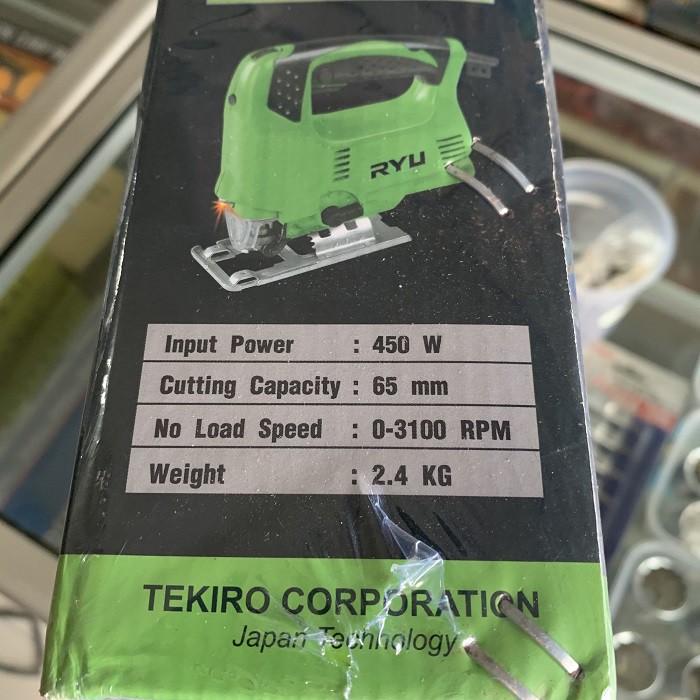 RYU
Input Power : 450 W
Cutting Capacity : 65 mm
No Load Speed : 0-3100 RPM
Weight : 2.4 KG
TEKIRO CORPORATION
Japan Technology